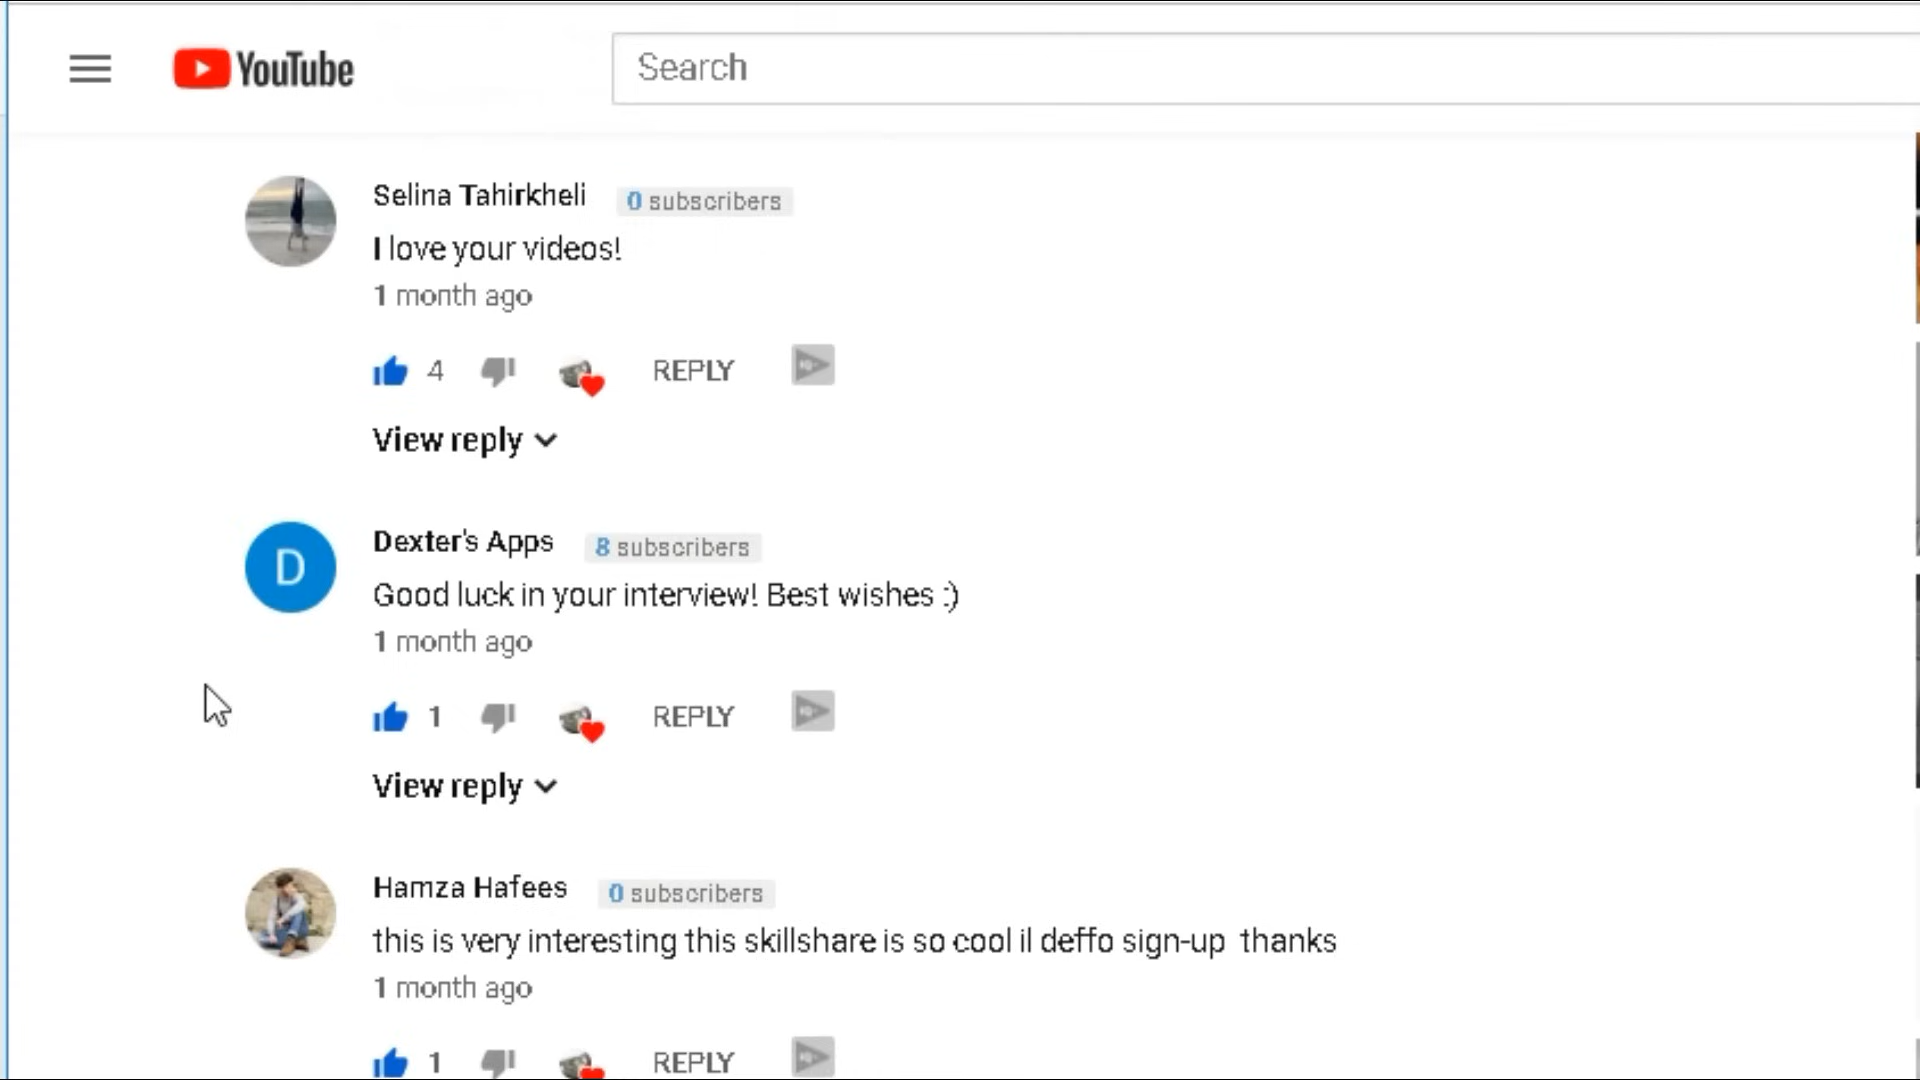 YouTube
Search
Selina Tahirkheli 0 subscribers
I love your videos!
1 month ago
4 REPLY
View reply
D
Dexter's Apps 8 subscribers
Good luck in your interview! Best wishes :)
1 month ago
1 REPLY
View reply
Hamza Hafees 0 subscribers
this is very interesting this skillshare is so cool il deffo sign-up  thanks
1 month ago
1 REPLY